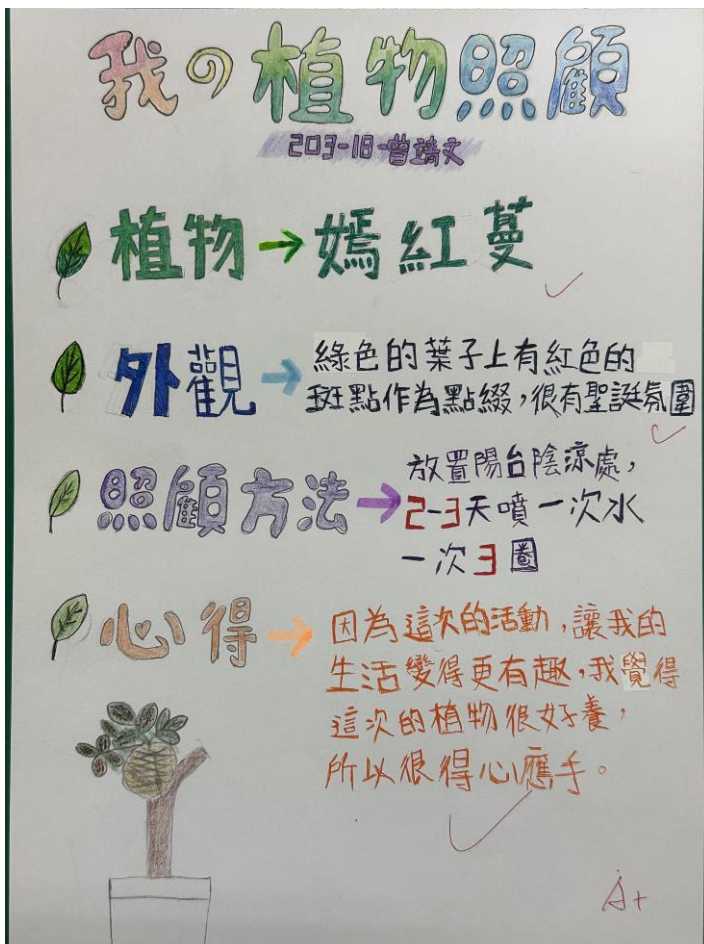 我の植物照顧
203-18-曾靖文
植物→嫣紅蔓
外觀→綠色的葉子上有紅色的
斑點作為點綴,很有聖誕氛圍
照顧方法→放置陽台陰涼處,
2-3天噴一次水
一次3圈
心得→因為這次的活動,讓我的
生活變得更有趣,我覺得
這次的植物很好養,
所以很得心應手。
A+